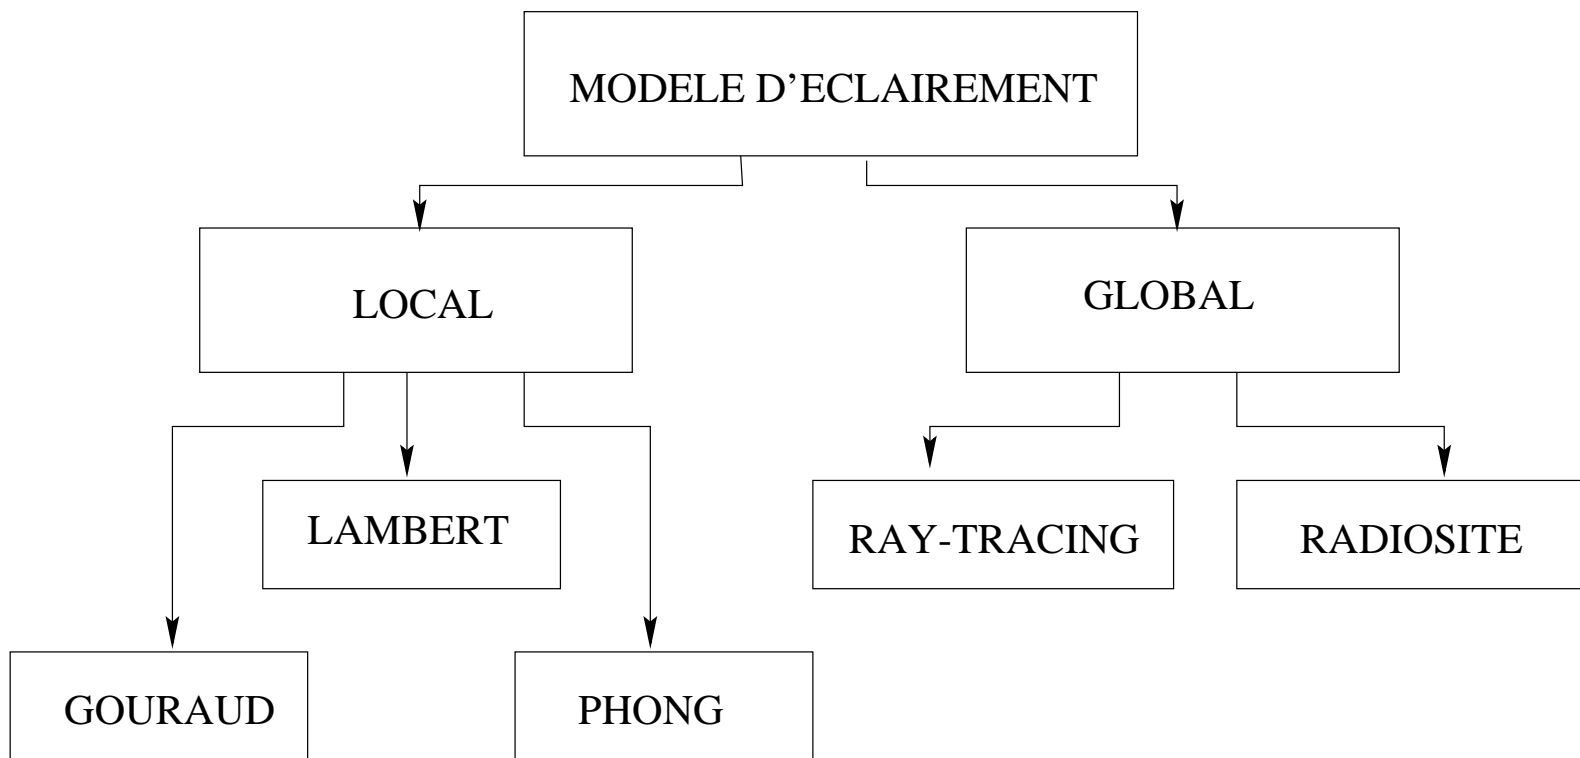 MODELE D’ECLAIREMENT
LOCAL
GLOBAL
LAMBERT
RAY-TRACING
RADIOSITE
GOURAUD
PHONG